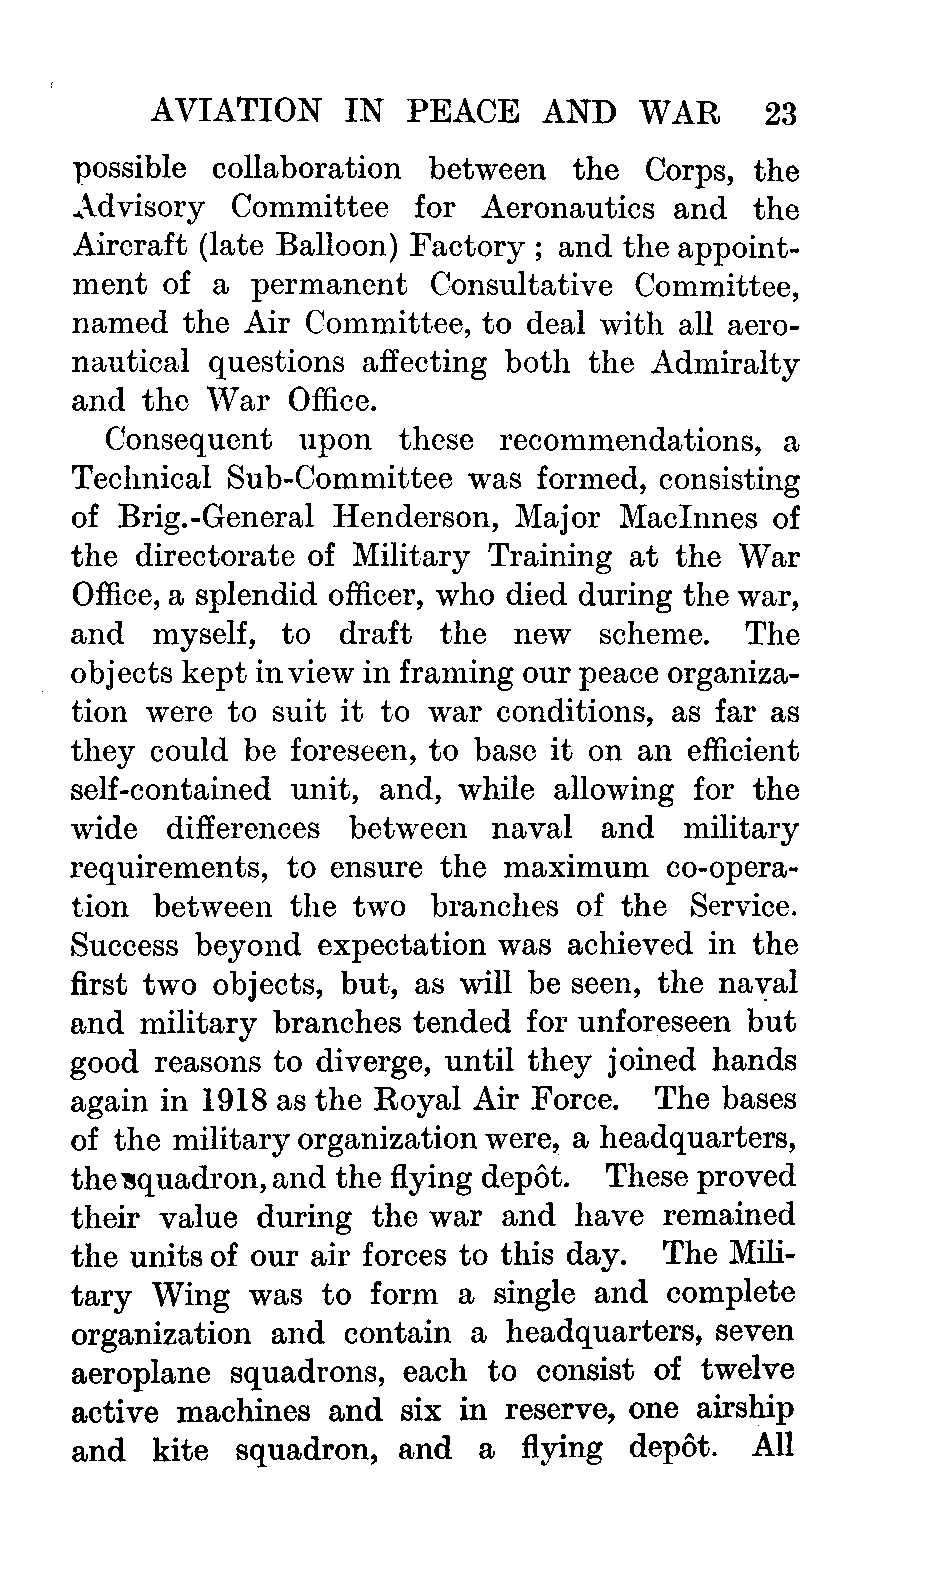 AVIATION IN PEACE AND WAR 23
possible collaboration between the Corps, the
Advisory Committee for Aeronautics and the
Aircraft (late Balloon) Factory ; and the appoint-
ment of a permanent Consultative Committee,
named the Air Committee, to deal with all aero-
nautical questions affecting both the Admiralty
and the War Office.
Consequent upon these recommendations, a
Technical Sub-Committee was formed, consisting
of Brig.-General Henderson, Major MacInnes of
the directorate of Military Training at the War
Office, a splendid officer, who died during the war,
and myself, to draft the new scheme. The
objects kept in view in framing our peace organiza-
tion were to suit it to war conditions, as far as
they could be foreseen, to base it on an efficient
self-contained unit, and, while allowing for the
wide differences between naval and military
requirements, to ensure the maximum co-opera-
tion between the two branches of the Service.
Success beyond expectation was achieved in the
first two objects, but, as will be seen, the naval
and military branches tended for unforeseen but
good reasons to diverge, until they joined hands
again in 1918 as the Royal Air Force. The bases
of the military organization were, a headquarters,
the squadron, and the flying depôt. These proved
their value during the war and have remained
the units of our air forces to this day. The Mili-
tary Wing was to form a single and complete
organization and contain a headquarters, seven
aeroplane squadrons, each to consist of twelve
active machines and six in reserve, one airship
and kite squadron, and a flying depôt. All